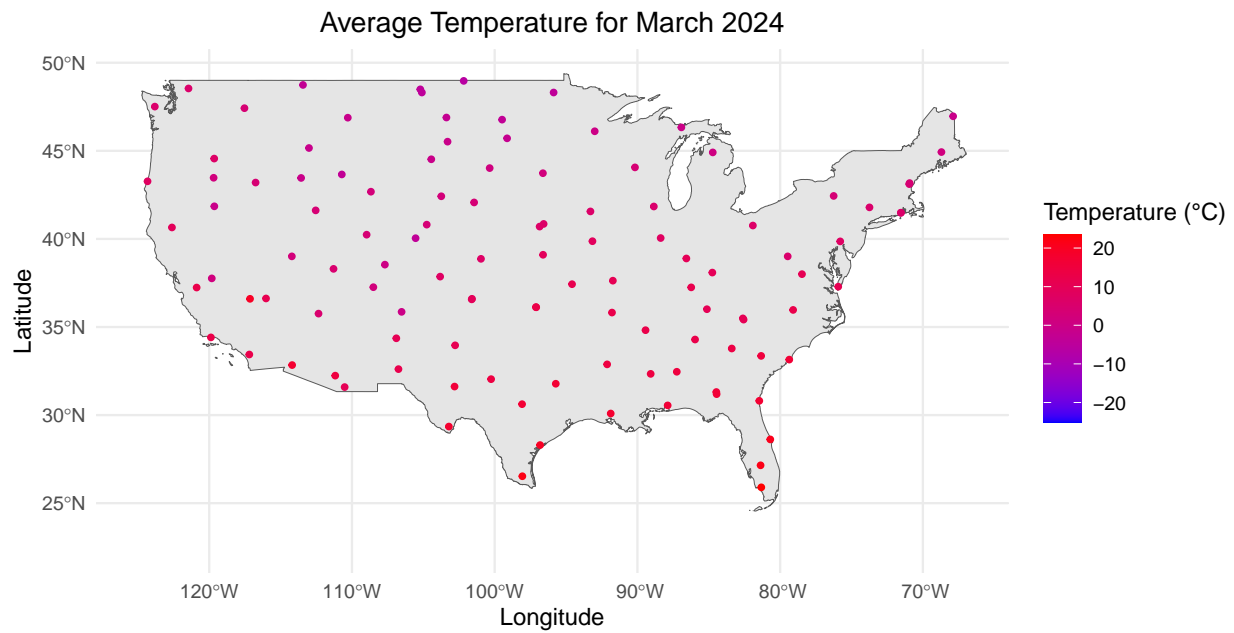 Average Temperature for March 2024
50°N
45°N
40°N
35°N
30°N
25°N
Latitude
120°W
110°W
100°W
90°W
80°W
70°W
Longitude
Temperature (°C)
20
10
0
−10
−20